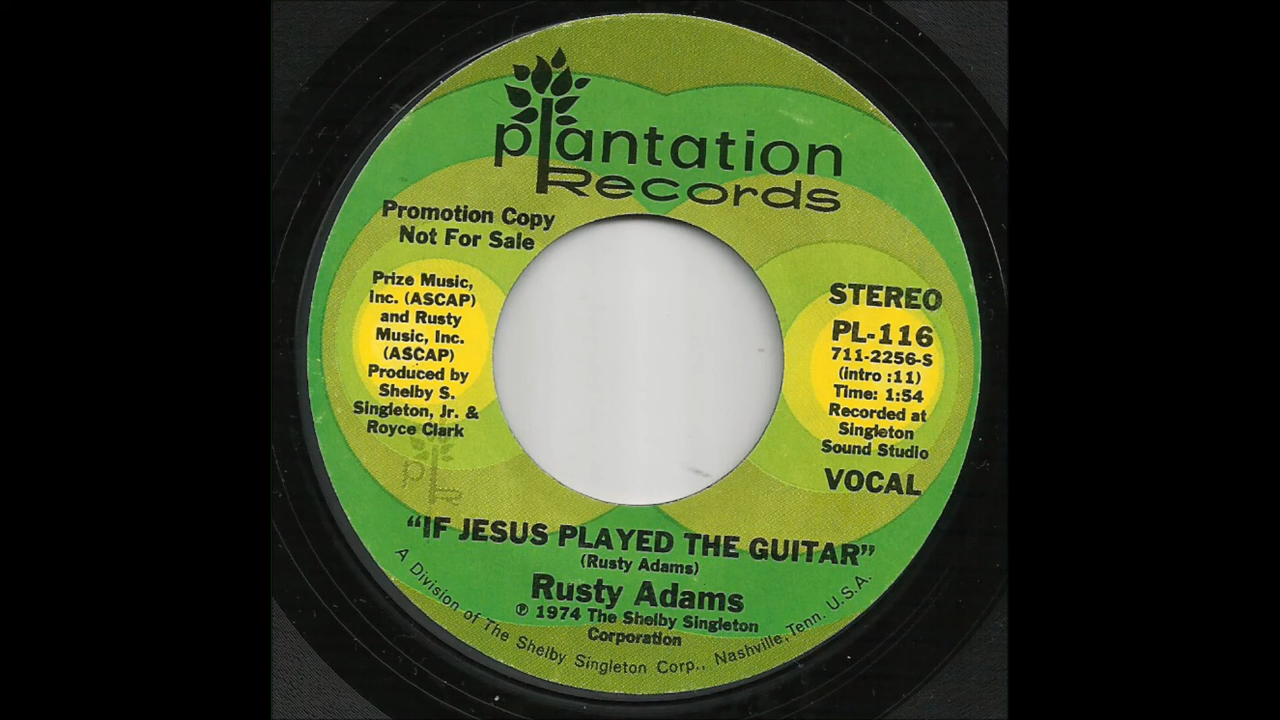 plantation
Records
Promotion Copy
Not For Sale
Prize Music,
Inc. (ASCAP)
and Rusty
Music, Inc.
(ASCAP)
Produced by
Shelby S.
Singleton, Jr. &
Royce Clark
STEREO
PL-116
711-2256-S
(intro :11)
Time: 1:54
Recorded at
Singleton
Sound Studio
VOCAL
"IF JESUS PLAYED THE GUITAR"
(Rusty Adams)
Rusty Adams
℗ 1974 The Shelby Singleton
Corporation
A Division of The Shelby Singleton Corp., Nashville, Tenn. U.S.A.